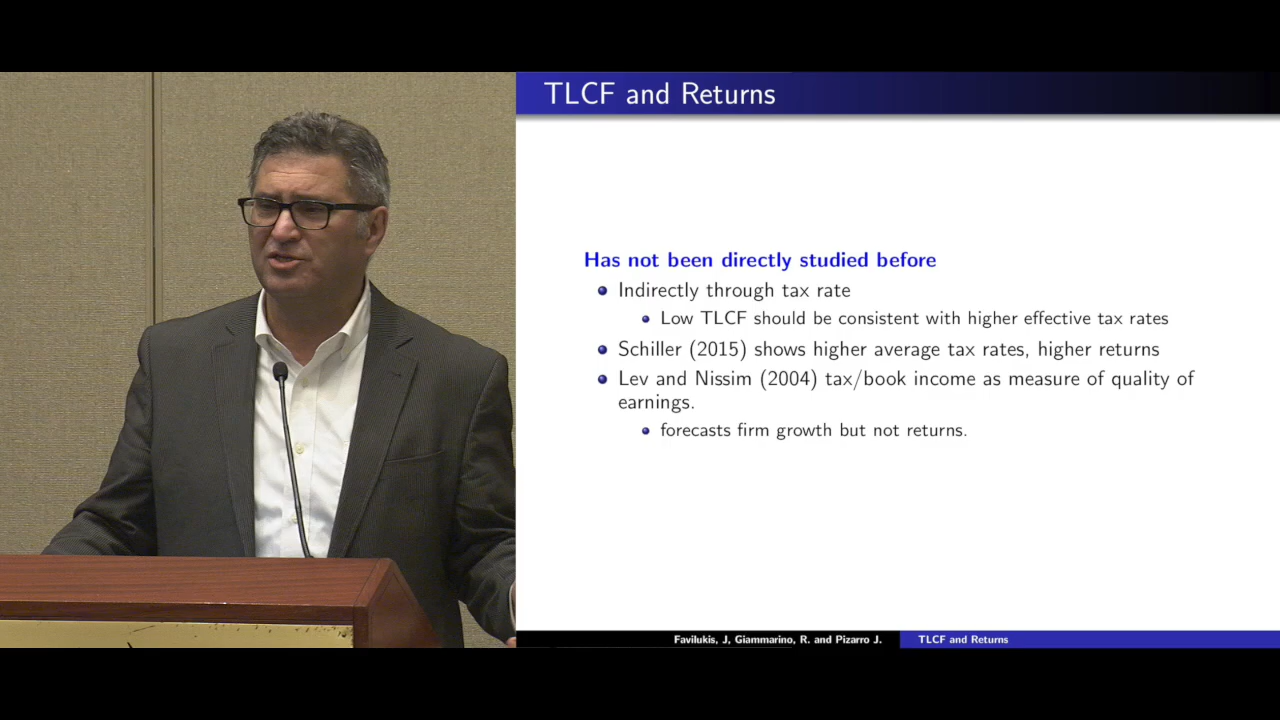 TLCF and Returns
Has not been directly studied before
Indirectly through tax rate
Low TLCF should be consistent with higher effective tax rates
Schiller (2015) shows higher average tax rates, higher returns
Lev and Nissim (2004) tax/book income as measure of quality of
earnings.
forecasts firm growth but not returns.
Favilukis, J, Giammarino, R. and Pizarro J.
TLCF and Returns